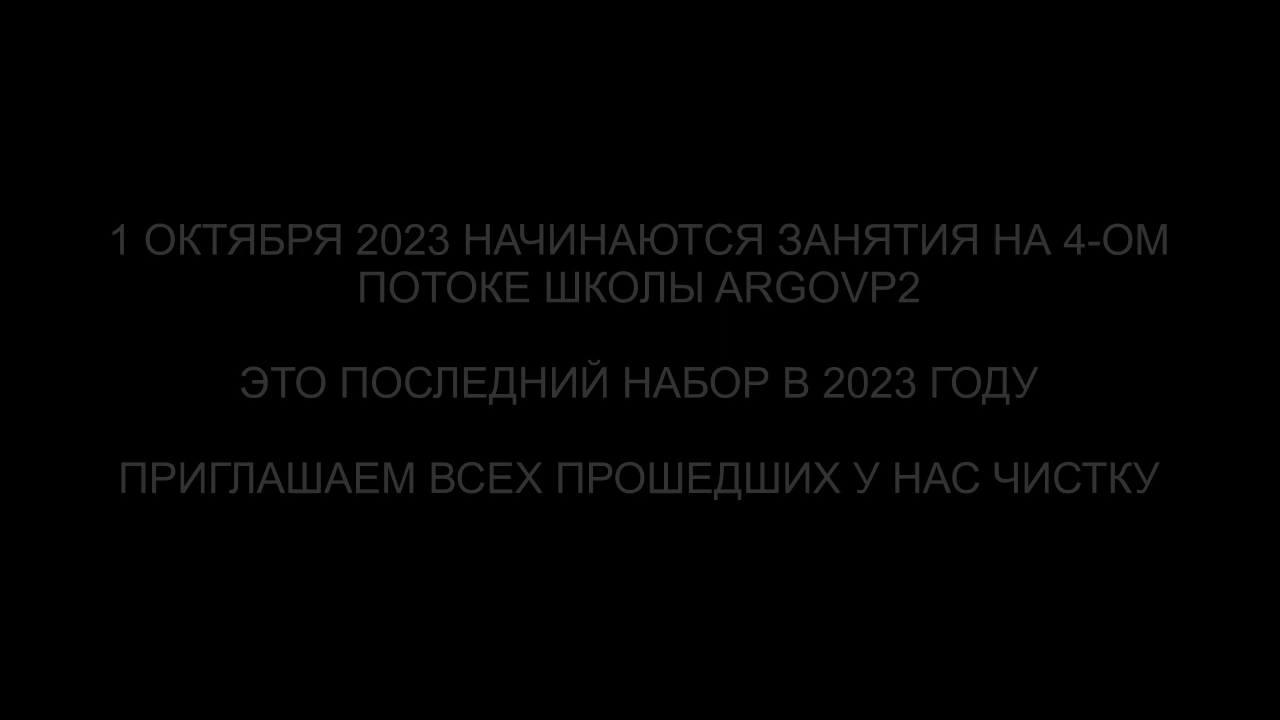 1 ОКТЯБРЯ 2023 НАЧИНАЮТСЯ ЗАНЯТИЯ НА 4-ОМ
ПОТОКЕ ШКОЛЫ ARGOVP2
ЭТО ПОСЛЕДНИЙ НАБОР В 2023 ГОДУ
ПРИГЛАШАЕМ ВСЕХ ПРОШЕДШИХ У НАС ЧИСТКУ